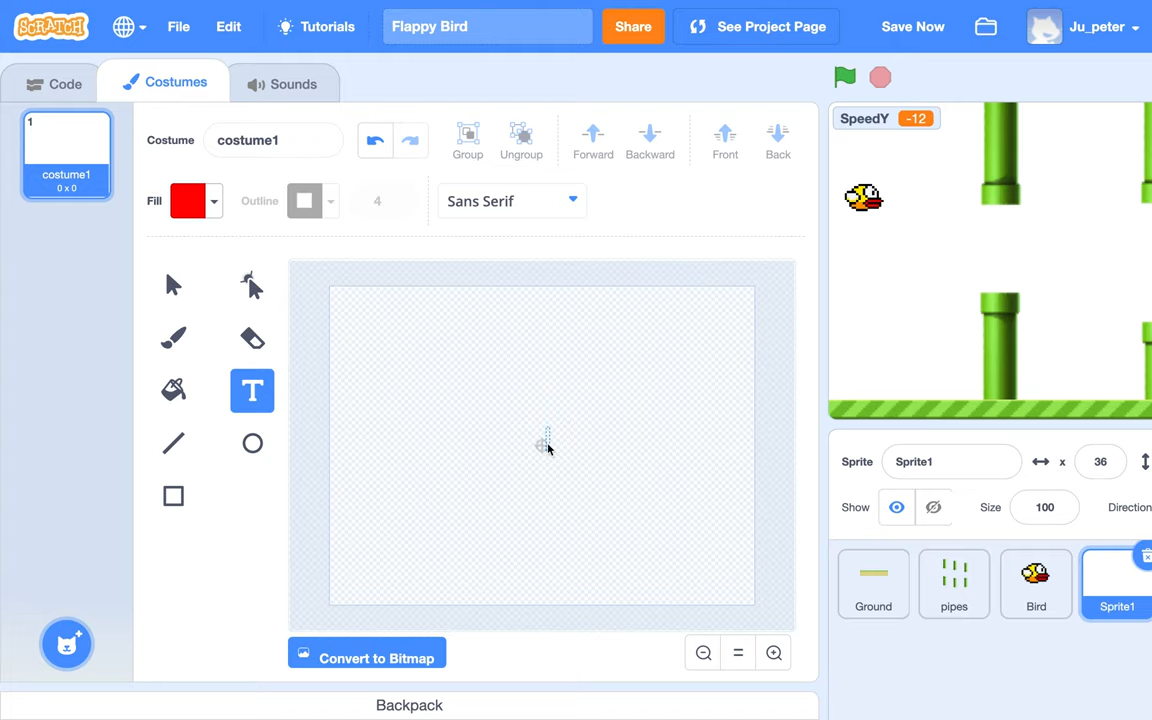 SCRATCH
File
Edit
Tutorials
Flappy Bird
Share
See Project Page
Save Now
Ju_peter
Code
Costumes
Sounds
1
costume1
0 x 0
Costume
costume1
Group
Ungroup
Forward
Backward
Front
Back
Fill
Outline
4
Sans Serif
T
Convert to Bitmap
Backpack
SpeedY -12
Sprite
Sprite1
x
36
Show
Size
100
Direction
Ground
pipes
Bird
Sprite1